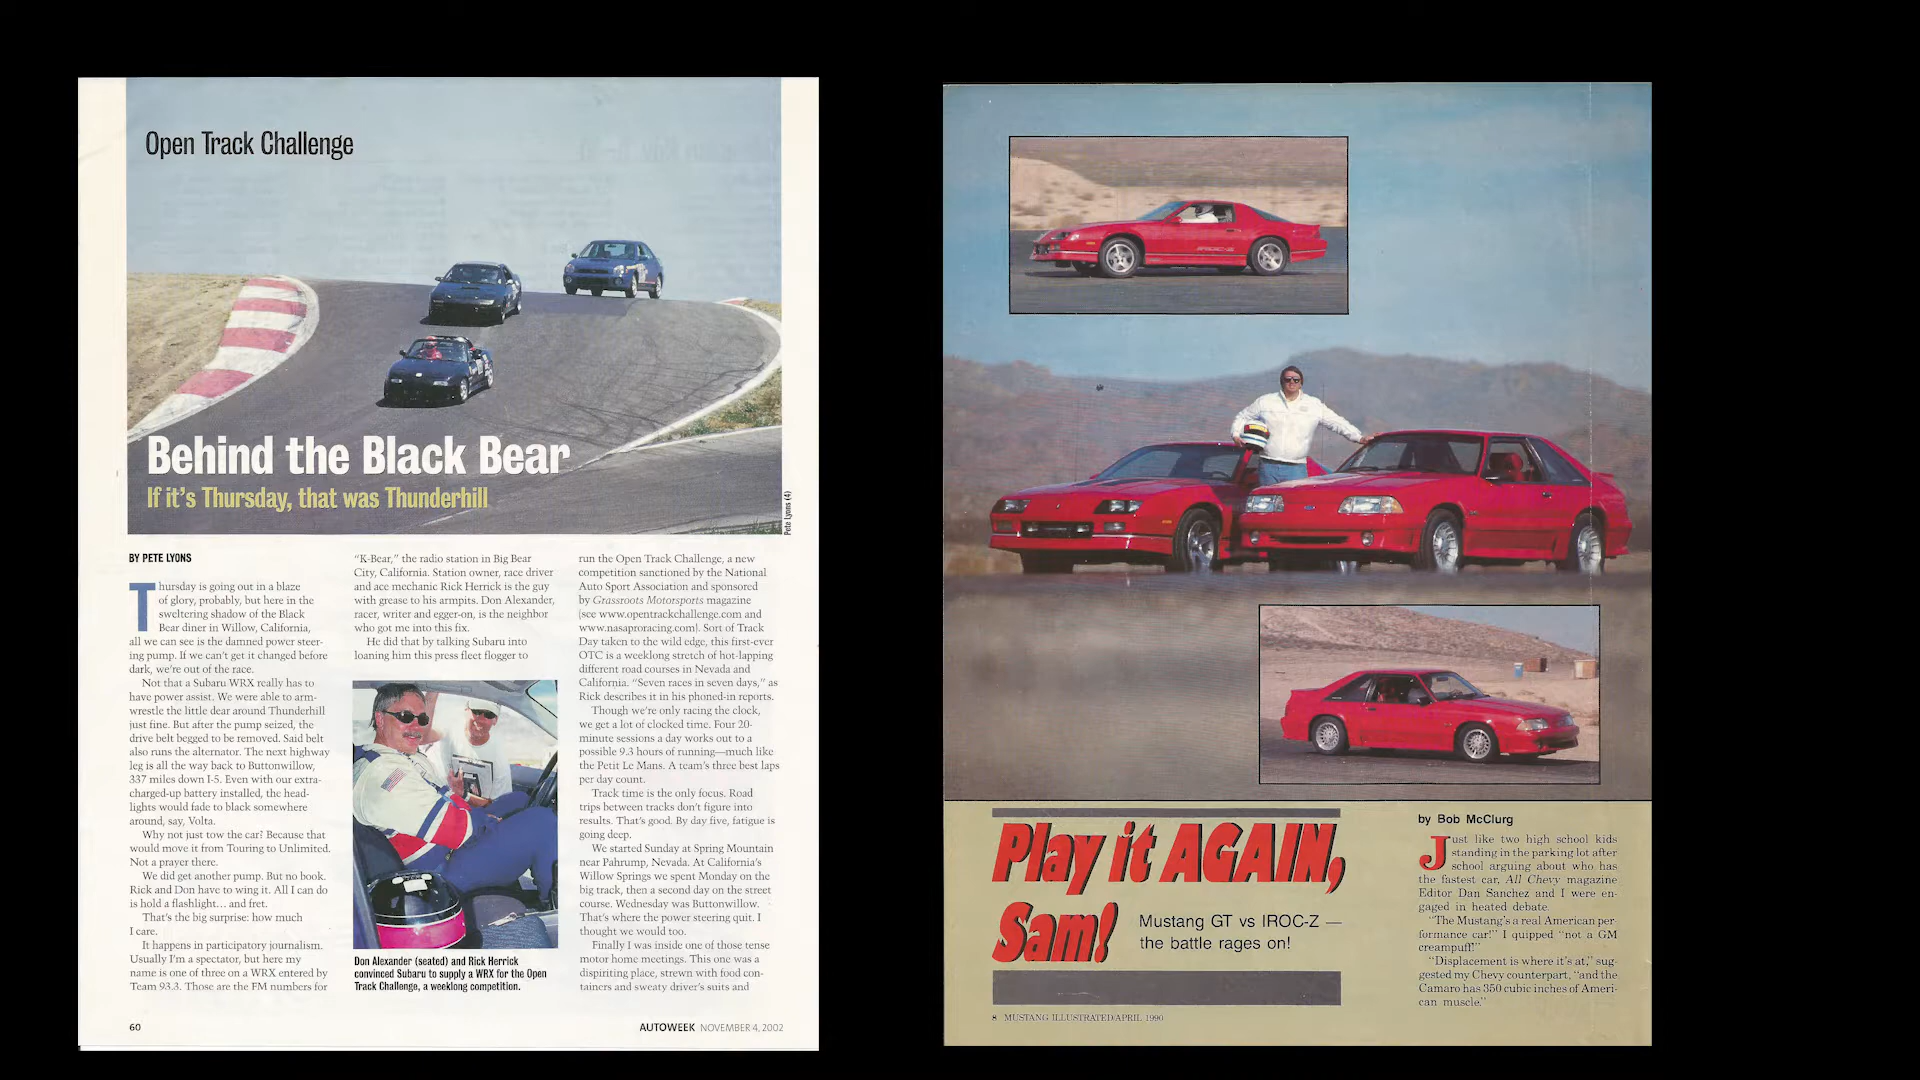 Open Track Challenge
Behind the Black Bear
If it's Thursday, that was Thunderhill
Pete Lyons (4)
BY PETE LYONS
Thursday is going out in a blaze
of glory, probably, but here in the
sweltering shadow of the Black
Bear diner in Willow, California,
all we can see is the damned power steer-
ing pump. If we can't get it changed before
dark, we're out of the race.
Not that a Subaru WRX really has to
have power assist. We were able to arm-
wrestle the little dear around Thunderhill
just fine. But after the pump seized, the
drive belt begged to be removed. Said belt
also runs the alternator. The next highway
leg is all the way back to Buttonwillow,
337 miles down I-5. Even with our extra-
charged-up battery installed, the head-
lights would fade to black somewhere
around, say, Volta.
Why not just tow the car? Because that
would move it from Touring to Unlimited.
Not a prayer there.
We did get another pump. But no book.
Rick and Don have to wing it. All I can do
is hold a flashlight... and fret.
That's the big surprise: how much
I care.
It happens in participatory journalism.
Usually I'm a spectator, but here my
name is one of three on a WRX entered by
Team 93.3. Those are the FM numbers for
"K-Bear," the radio station in Big Bear
City, California. Station owner, race driver
and ace mechanic Rick Herrick is the guy
with grease to his armpits. Don Alexander,
racer, writer and egger-on, is the neighbor
who got me into this fix.
He did that by talking Subaru into
loaning him this press fleet flogger to
Don Alexander (seated) and Rick Herrick
convinced Subaru to supply a WRX for the Open
Track Challenge, a weeklong competition.
run the Open Track Challenge, a new
competition sanctioned by the National
Auto Sport Association and sponsored
by Grassroots Motorsports magazine
(see www.opentrackchallenge.com and
www.nasaproracing.com). Sort of Track
Day taken to the wild edge, this first-ever
OTC is a weeklong stretch of hot-lapping
different road courses in Nevada and
California. "Seven races in seven days," as
Rick describes it in his phoned-in reports.
Though we're only racing the clock,
we get a lot of clocked time. Four 20-
minute sessions a day works out to a
possible 9.3 hours of running—much like
the Petit Le Mans. A team's three best laps
per day count.
Track time is the only focus. Road
trips between tracks don't figure into
results. That's good. By day five, fatigue is
going deep.
We started Sunday at Spring Mountain
near Pahrump, Nevada. At California's
Willow Springs we spent Monday on the
big track, then a second day on the street
course. Wednesday was Buttonwillow.
That's where the power steering quit. I
thought we would too.
Finally I was inside one of those tense
motor home meetings. This one was a
dispiriting place, strewn with food con-
tainers and sweaty driver's suits and
60
AUTOWEEK NOVEMBER 4, 2002
IROC-Z
Play it AGAIN,
Sam!
Mustang GT vs IROC-Z —
the battle rages on!
by Bob McClurg
Just like two high school kids
standing in the parking lot after
school arguing about who has
the fastest car, All Chevy magazine
Editor Dan Sanchez and I were en-
gaged in heated debate.
"The Mustang's a real American per-
formance car!" I quipped "not a GM
creampuff!"
"Displacement is where it's at," sug-
gested my Chevy counterpart, "and the
Camaro has 350 cubic inches of Ameri-
can muscle."
8 MUSTANG ILLUSTRATED/APRIL 1990